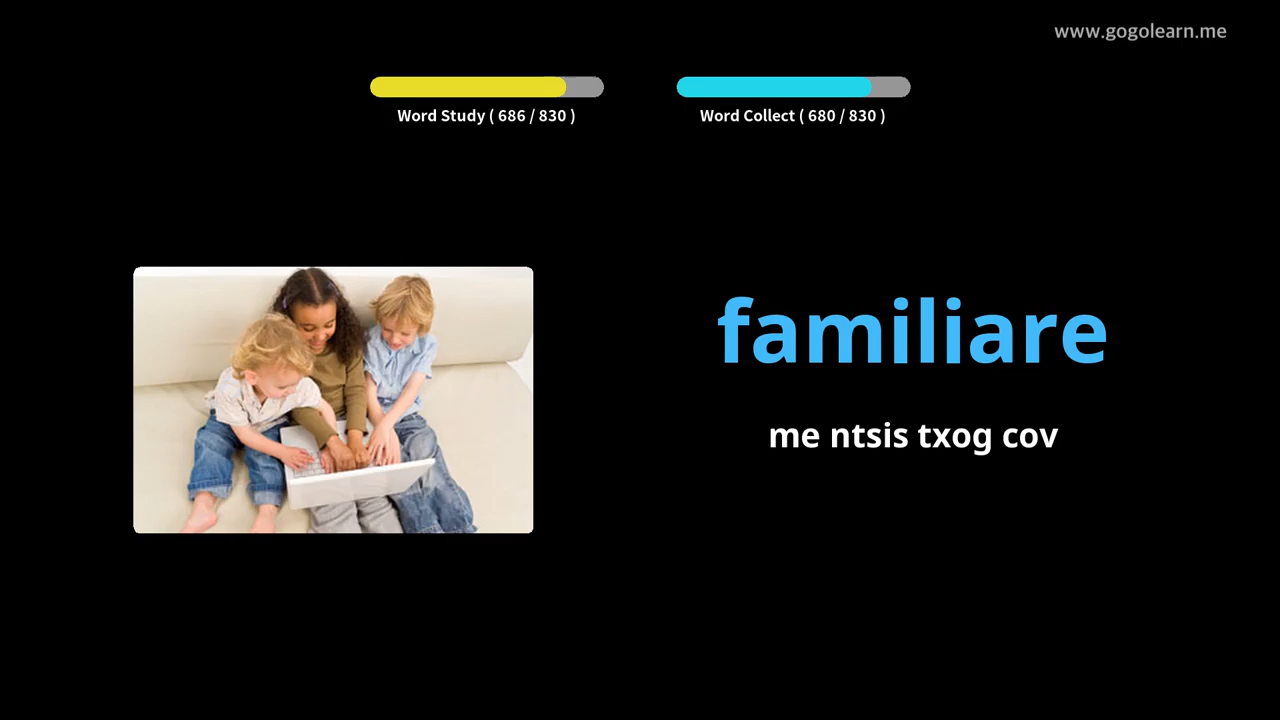 www.gogolearn.me
Word Study ( 686 / 830 )
Word Collect ( 680 / 830 )
familiare
me ntsis txog cov